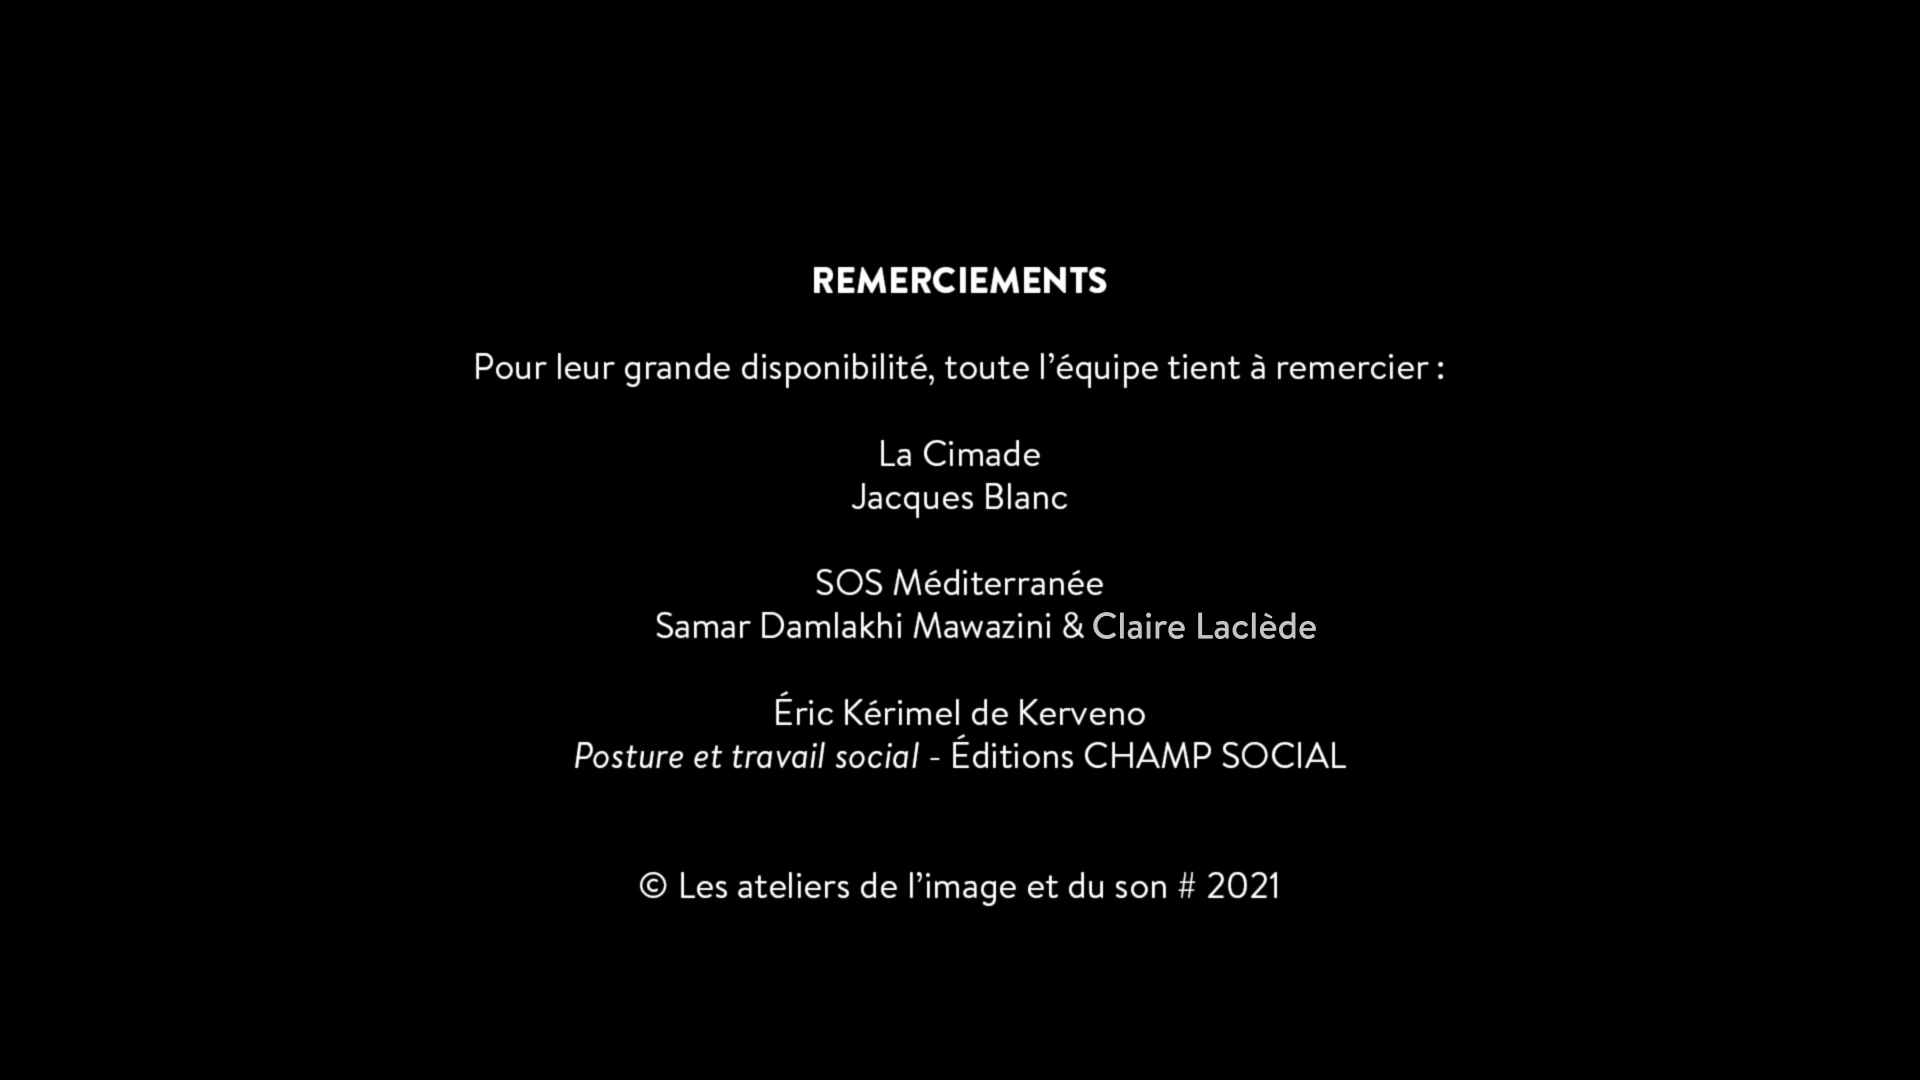 REMERCIEMENTS
Pour leur grande disponibilité, toute l’équipe tient à remercier :
La Cimade
Jacques Blanc
SOS Méditerranée
Samar Damlakhi Mawazini & Claire Laclède
Éric Kérimel de Kerveno
Posture et travail social - Éditions CHAMP SOCIAL
© Les ateliers de l’image et du son # 2021